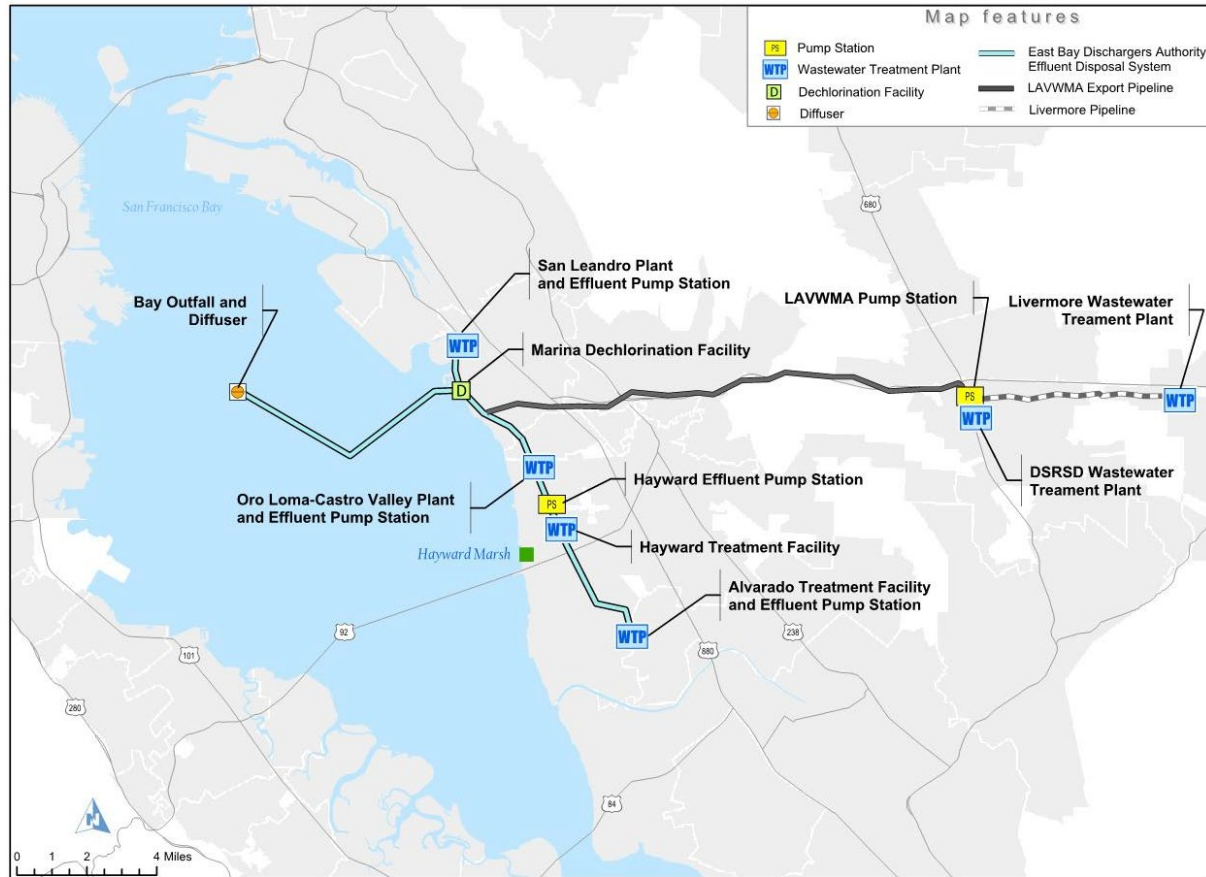 Map features
PS Pump Station
WTP Wastewater Treatment Plant
D Dechlorination Facility
Diffuser
East Bay Dischargers Authority
Effluent Disposal System
LAVWMA Export Pipeline
Livermore Pipeline
San Francisco Bay
680
San Leandro Plant
and Effluent Pump Station
LAVWMA Pump Station
Livermore Wastewater
Treament Plant
Bay Outfall and
Diffuser
WTP
Marina Dechlorination Facility
D
PS
WTP
WTP
WTP
Oro Loma-Castro Valley Plant
and Effluent Pump Station
Hayward Effluent Pump Station
DSRSD Wastewater
Treament Plant
PS
WTP
Hayward Treatment Facility
Hayward Marsh
Alvarado Treatment Facility
and Effluent Pump Station
WTP
92
101
238
880
280
84
N
0 1 2 4 Miles